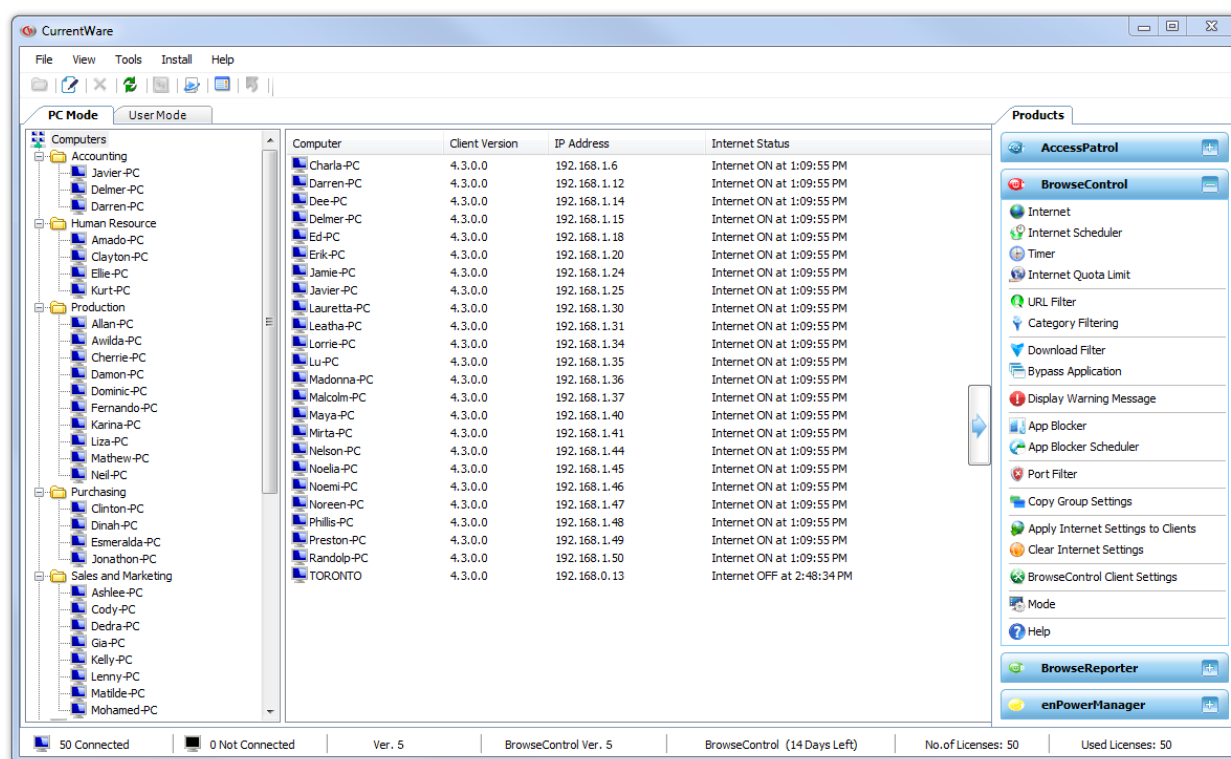 CurrentWare
File View Tools Install Help
PC Mode User Mode
Computers
Accounting
Javier-PC
Delmer-PC
Darren-PC
Human Resource
Amado-PC
Clayton-PC
Ellie-PC
Kurt-PC
Production
Allan-PC
Awilda-PC
Cherrie-PC
Damon-PC
Dominic-PC
Fernando-PC
Karina-PC
Liza-PC
Mathew-PC
Neil-PC
Purchasing
Clinton-PC
Dinah-PC
Esmeralda-PC
Jonathon-PC
Sales and Marketing
Ashlee-PC
Cody-PC
Dedra-PC
Gia-PC
Kelly-PC
Lenny-PC
Matilde-PC
Mohamed-PC
Computer Client Version IP Address Internet Status
Charla-PC 4.3.0.0 192.168.1.6 Internet ON at 1:09:55 PM
Darren-PC 4.3.0.0 192.168.1.12 Internet ON at 1:09:55 PM
Dee-PC 4.3.0.0 192.168.1.14 Internet ON at 1:09:55 PM
Delmer-PC 4.3.0.0 192.168.1.15 Internet ON at 1:09:55 PM
Ed-PC 4.3.0.0 192.168.1.18 Internet ON at 1:09:55 PM
Erik-PC 4.3.0.0 192.168.1.20 Internet ON at 1:09:55 PM
Jamie-PC 4.3.0.0 192.168.1.24 Internet ON at 1:09:55 PM
Javier-PC 4.3.0.0 192.168.1.25 Internet ON at 1:09:55 PM
Lauretta-PC 4.3.0.0 192.168.1.30 Internet ON at 1:09:55 PM
Leatha-PC 4.3.0.0 192.168.1.31 Internet ON at 1:09:55 PM
Lorrie-PC 4.3.0.0 192.168.1.34 Internet ON at 1:09:55 PM
Lu-PC 4.3.0.0 192.168.1.35 Internet ON at 1:09:55 PM
Madonna-PC 4.3.0.0 192.168.1.36 Internet ON at 1:09:55 PM
Malcolm-PC 4.3.0.0 192.168.1.37 Internet ON at 1:09:55 PM
Maya-PC 4.3.0.0 192.168.1.40 Internet ON at 1:09:55 PM
Mirta-PC 4.3.0.0 192.168.1.41 Internet ON at 1:09:55 PM
Nelson-PC 4.3.0.0 192.168.1.44 Internet ON at 1:09:55 PM
Noelia-PC 4.3.0.0 192.168.1.45 Internet ON at 1:09:55 PM
Noemi-PC 4.3.0.0 192.168.1.46 Internet ON at 1:09:55 PM
Noreen-PC 4.3.0.0 192.168.1.47 Internet ON at 1:09:55 PM
Phillis-PC 4.3.0.0 192.168.1.48 Internet ON at 1:09:55 PM
Preston-PC 4.3.0.0 192.168.1.49 Internet ON at 1:09:55 PM
Randolp-PC 4.3.0.0 192.168.1.50 Internet ON at 1:09:55 PM
TORONTO 4.3.0.0 192.168.0.13 Internet OFF at 2:48:34 PM
Products
AccessPatrol
BrowseControl
Internet
Internet Scheduler
Timer
Internet Quota Limit
URL Filter
Category Filtering
Download Filter
Bypass Application
Display Warning Message
App Blocker
App Blocker Scheduler
Port Filter
Copy Group Settings
Apply Internet Settings to Clients
Clear Internet Settings
BrowseControl Client Settings
Mode
Help
BrowseReporter
enPowerManager
50 Connected 0 Not Connected Ver. 5 BrowseControl Ver. 5 BrowseControl (14 Days Left) No.of Licenses: 50 Used Licenses: 50